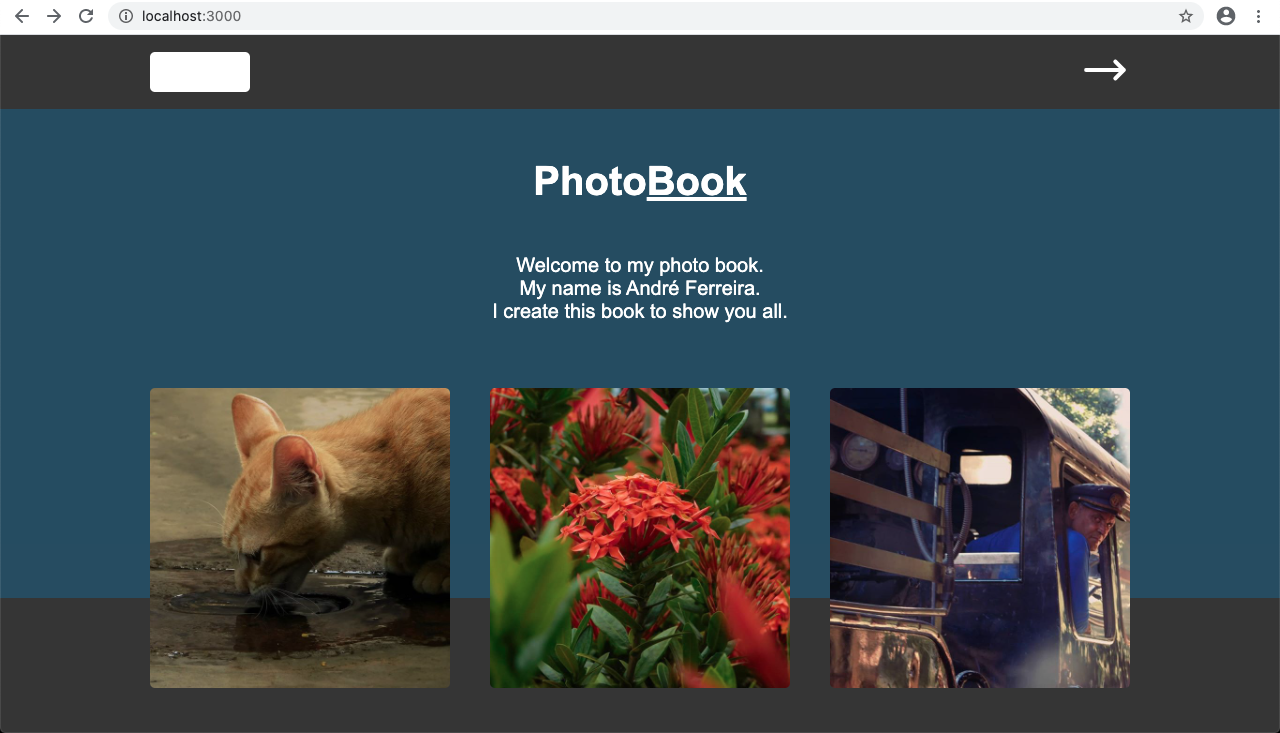 localhost:3000
PhotoBook
Welcome to my photo book.
My name is André Ferreira.
I create this book to show you all.